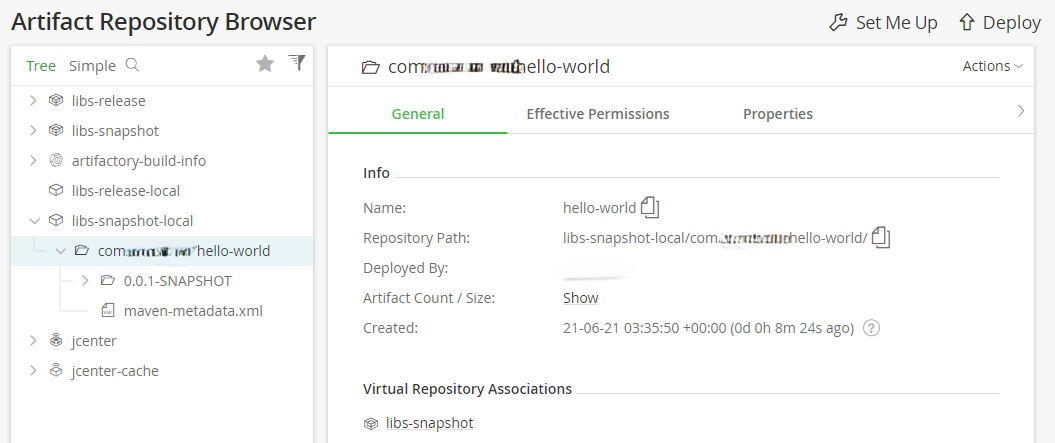 Artifact Repository Browser
Set Me Up
Deploy
Tree Simple
libs-release
libs-snapshot
artifactory-build-info
libs-release-local
libs-snapshot-local
com hello-world
0.0.1-SNAPSHOT
maven-metadata.xml
jcenter
jcenter-cache
com hello-world
Actions
General Effective Permissions Properties
Info
Name: hello-world
Repository Path: libs-snapshot-local/com. hello-world/
Deployed By:
Artifact Count / Size: Show
Created: 21-06-21 03:35:50 +00:00 (0d 0h 8m 24s ago) ?
Virtual Repository Associations
libs-snapshot